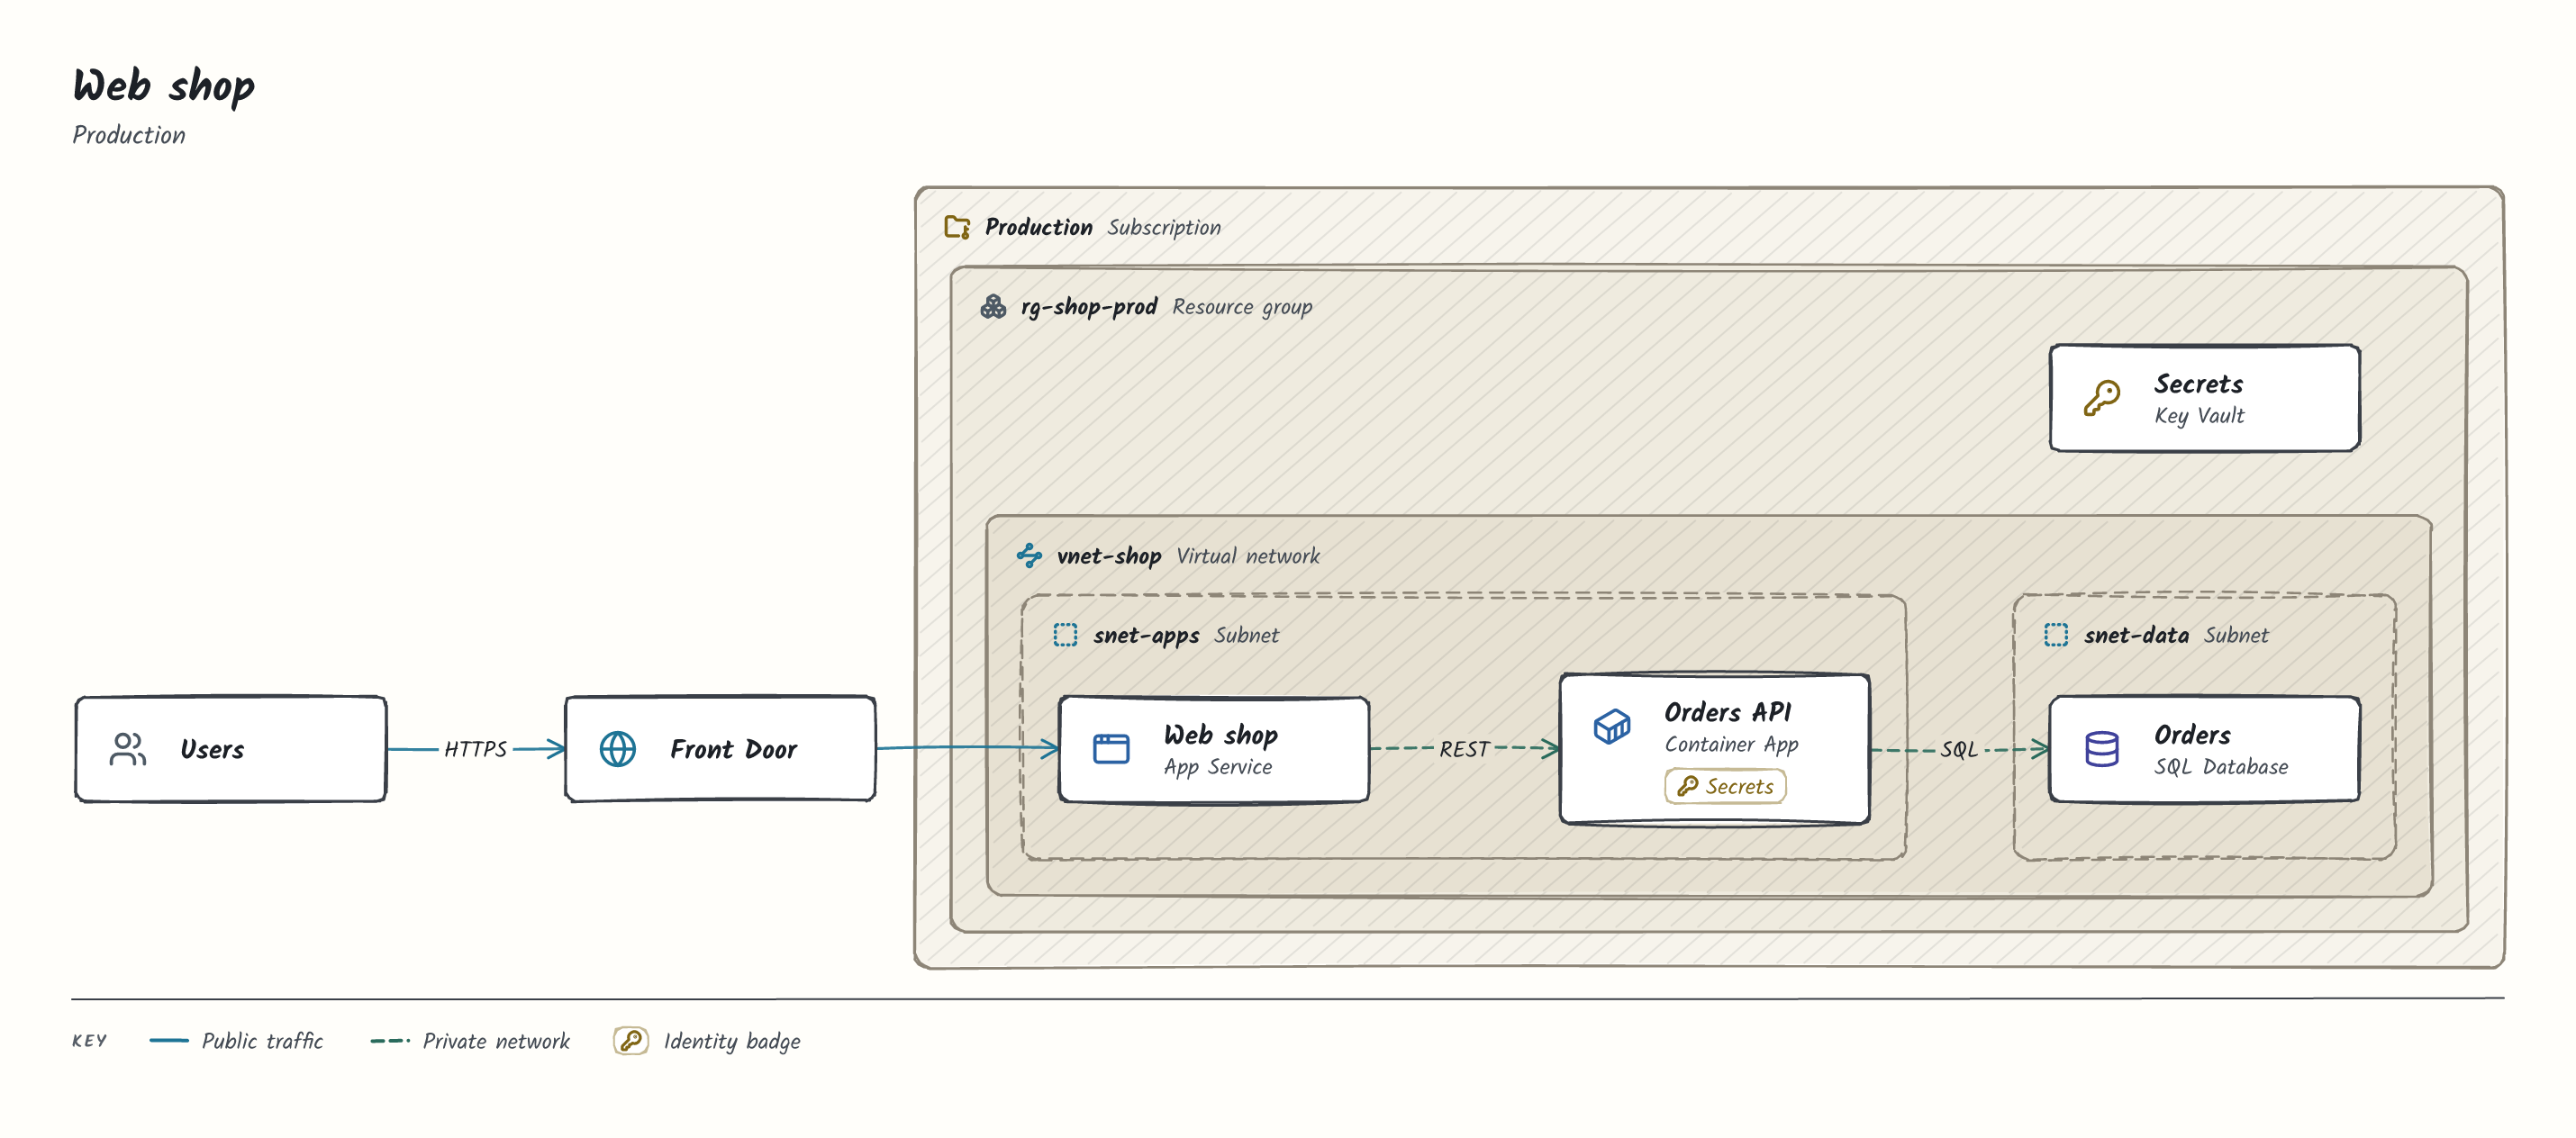 Web shop
Production
Production Subscription
rg-shop-prod Resource group
Secrets
Key Vault
vnet-shop Virtual network
snet-apps Subnet
snet-data Subnet
Users
HTTPS
Front Door
Web shop
App Service
REST
Orders API
Container App
Secrets
SQL
Orders
SQL Database
KEY Public traffic Private network Identity badge